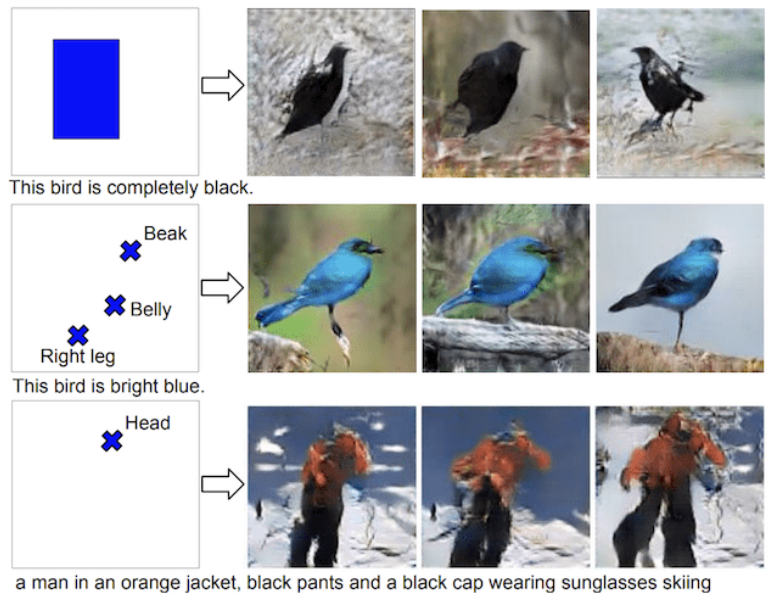 This bird is completely black.
Beak
Belly
Right leg
This bird is bright blue.
Head
a man in an orange jacket, black pants and a black cap wearing sunglasses skiing